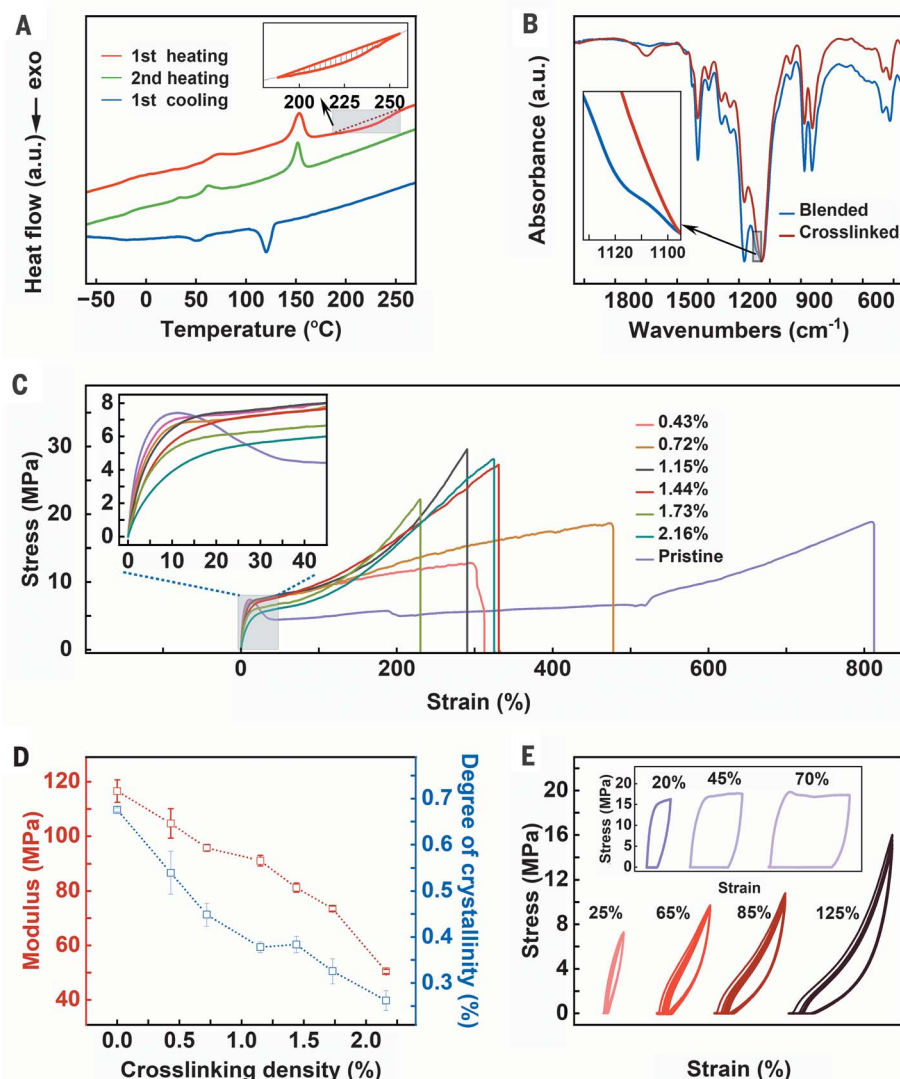 A
Heat flow (a.u.) ← exo
1st heating
2nd heating
1st cooling
200 225 250
−50 0 50 100 150 200 250
Temperature (°C)
B
Absorbance (a.u.)
1120 1100
Blended
Crosslinked
1800 1500 1200 900 600
Wavenumbers (cm-1)
C
Stress (MPa)
30
20
10
0
8
6
4
2
0
0 10 20 30 40
0.43%
0.72%
1.15%
1.44%
1.73%
2.16%
Pristine
0 200 400 600 800
Strain (%)
D
Modulus (MPa)
120
100
80
60
40
0.7
0.6
0.5
0.4
0.3
Degree of crystallinity (%)
0.0 0.5 1.0 1.5 2.0
Crosslinking density (%)
E
Stress (MPa)
20
16
12
8
4
0
Stress (MPa)
20
15
10
5
0
20% 45% 70%
Strain
25% 65% 85% 125%
Strain (%)